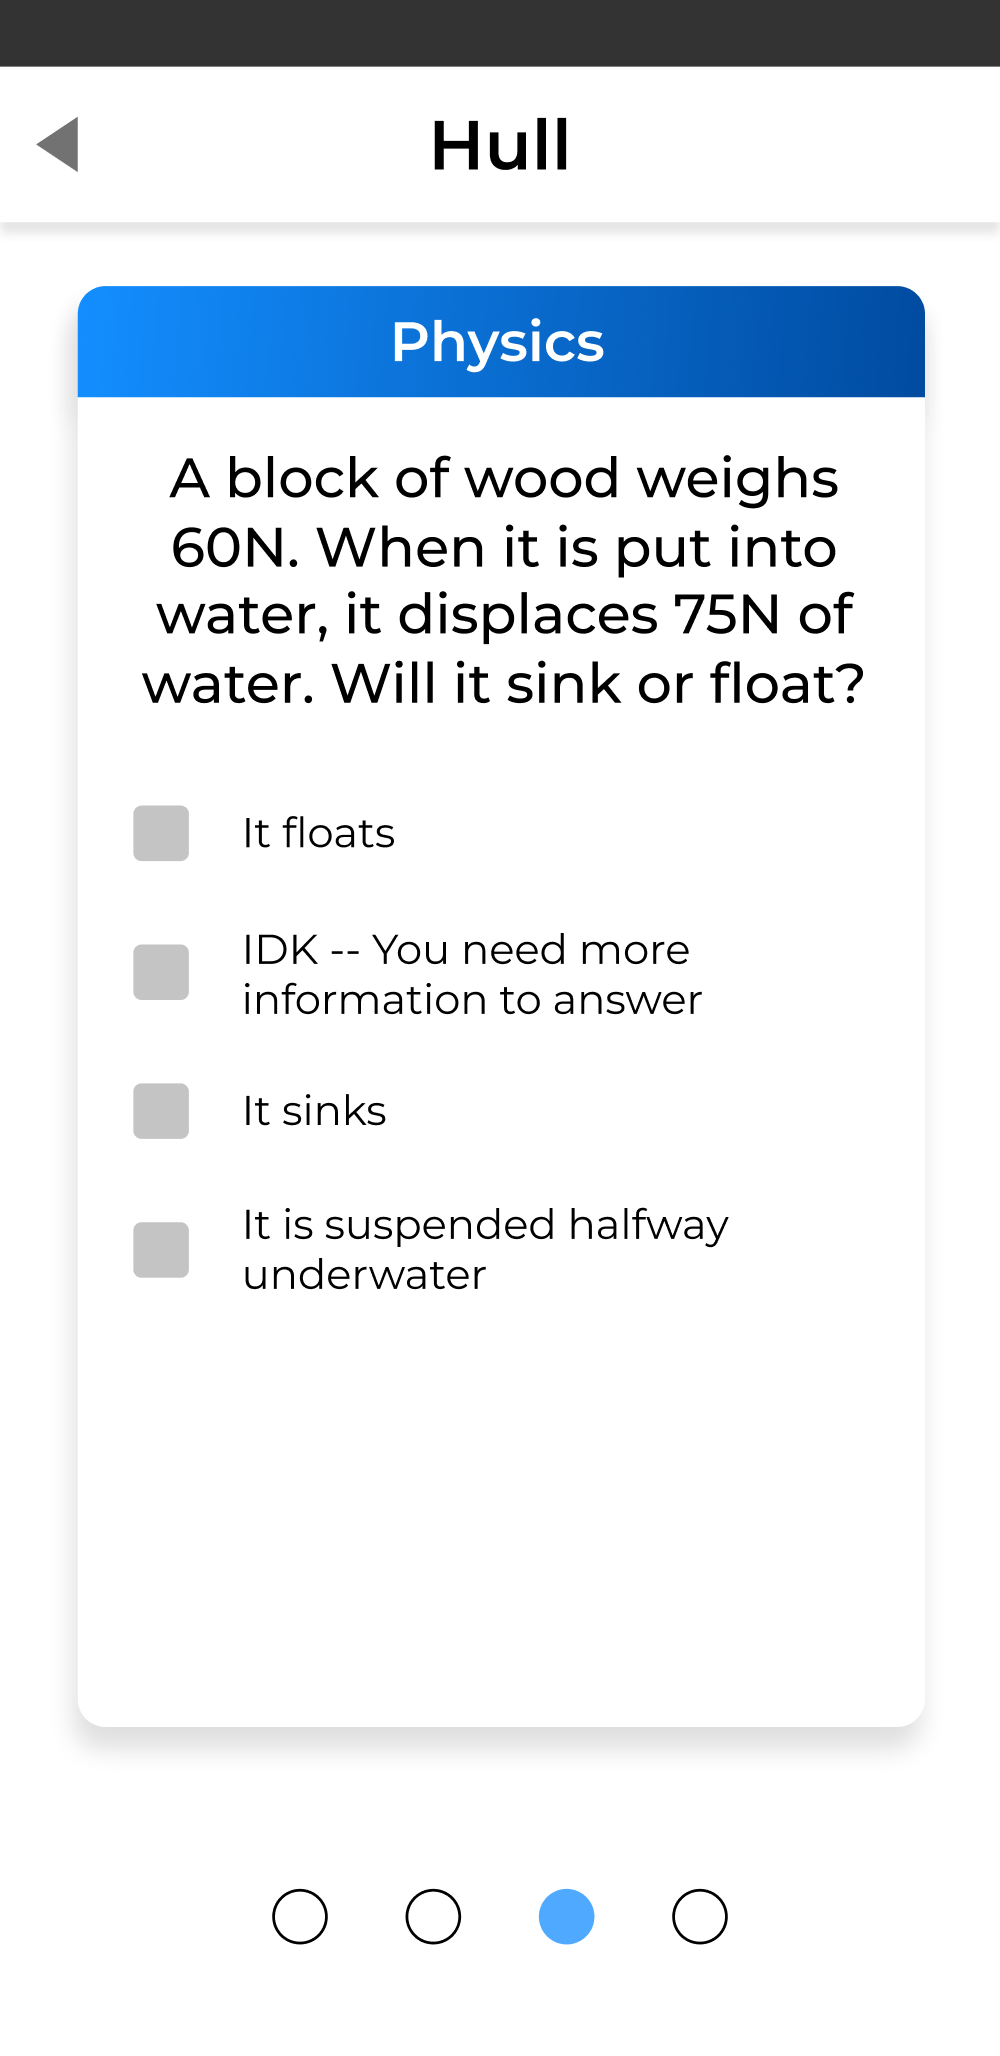 Hull
Physics
A block of wood weighs
60N. When it is put into
water, it displaces 75N of
water. Will it sink or float?
It floats
IDK -- You need more
information to answer
It sinks
It is suspended halfway
underwater